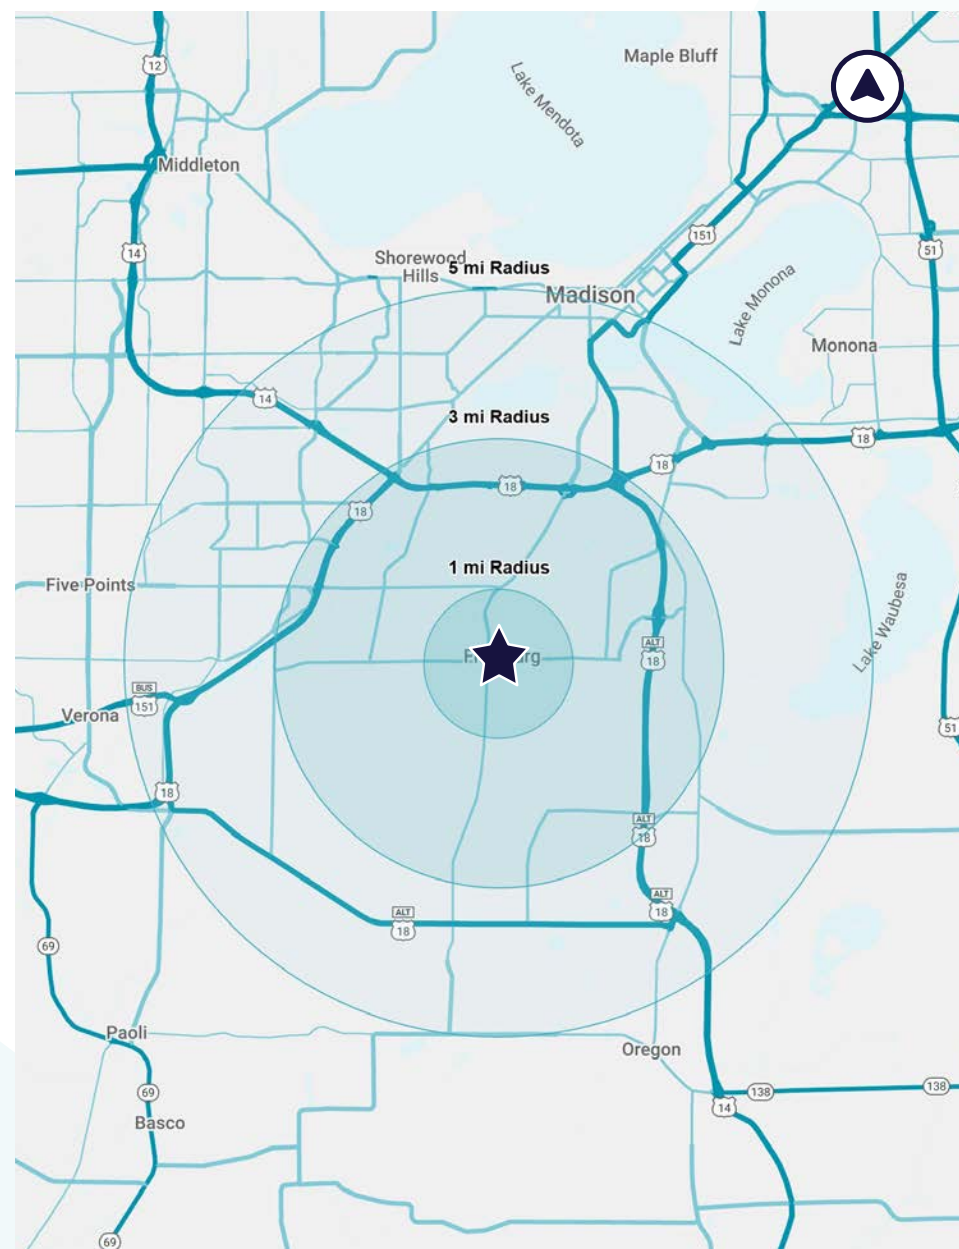 Maple Bluff
12
Lake Mendota
Middleton
151
14
51
Shorewood
Hills
5 mi Radius
Madison
Lake Monona
Monona
14
3 mi Radius
18
18
18
18
1 mi Radius
Five Points
Lake Waubesa
ALT
18
BUS
151
Verona
51
18
ALT
18
ALT
18
ALT
18
69
Paoli
Oregon
69
138
138
14
Basco
69